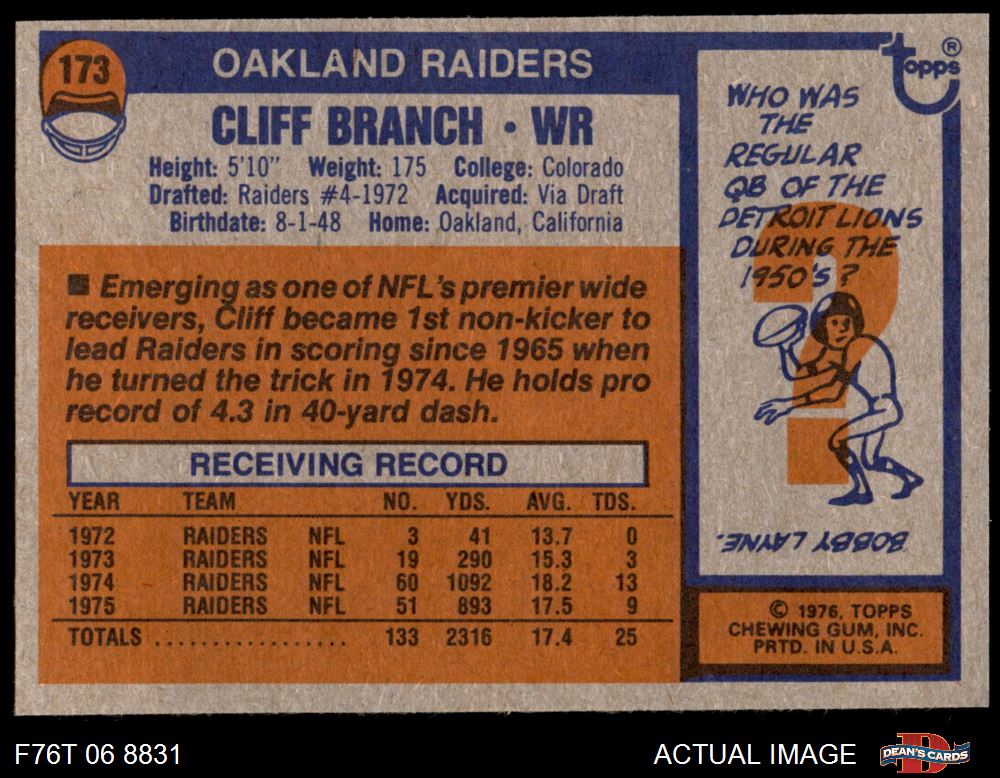 173
OAKLAND RAIDERS
CLIFF BRANCH • WR
Height: 5'10" Weight: 175 College: Colorado
Drafted: Raiders #4-1972 Acquired: Via Draft
Birthdate: 8-1-48 Home: Oakland, California
■ Emerging as one of NFL's premier wide
receivers, Cliff became 1st non-kicker to
lead Raiders in scoring since 1965 when
he turned the trick in 1974. He holds pro
record of 4.3 in 40-yard dash.
RECEIVING RECORD
YEAR TEAM NO. YDS. AVG. TDS.
1972 RAIDERS NFL 3 41 13.7 0
1973 RAIDERS NFL 19 290 15.3 3
1974 RAIDERS NFL 60 1092 18.2 13
1975 RAIDERS NFL 51 893 17.5 9
TOTALS ................. 133 2316 17.4 25
topps ®
WHO WAS
THE
REGULAR
QB OF THE
DETROIT LIONS
DURING THE
1950's?
?
BOBBY LAYNE.
© 1976, TOPPS
CHEWING GUM, INC.
PRTD. IN U.S.A.
F76T 06 8831
ACTUAL IMAGE
DEAN'S CARDS